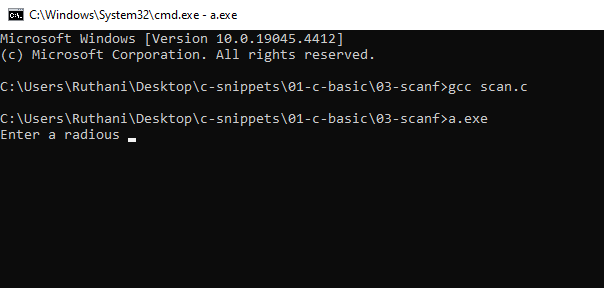 C:\Windows\System32\cmd.exe - a.exe
Microsoft Windows [Version 10.0.19045.4412]
(c) Microsoft Corporation. All rights reserved.
C:\Users\Ruthani\Desktop\c-snippets\01-c-basic\03-scanf>gcc scan.c
C:\Users\Ruthani\Desktop\c-snippets\01-c-basic\03-scanf>a.exe
Enter a radious